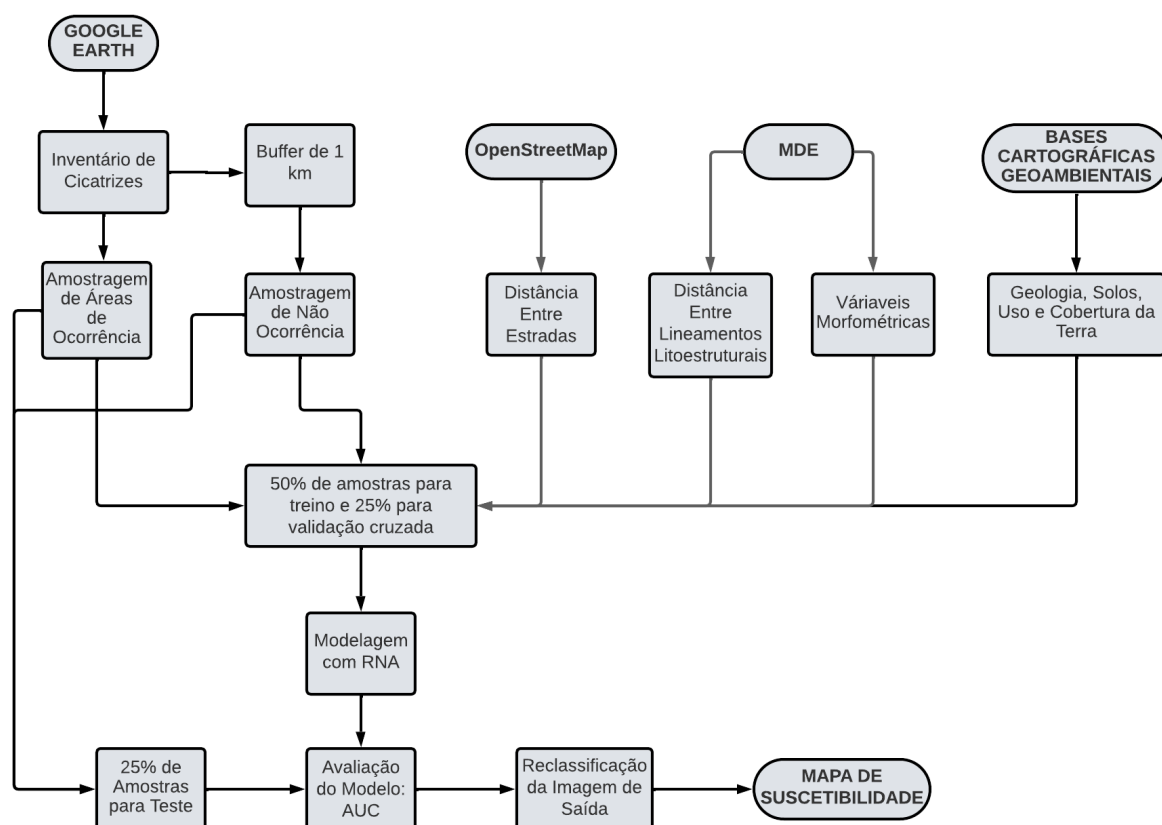 GOOGLE
EARTH
Inventário de
Cicatrizes
Buffer de 1
km
OpenStreetMap
MDE
BASES
CARTOGRÁFICAS
GEOAMBIENTAIS
Amostragem
de Áreas
de
Ocorrência
Amostragem
de Não
Ocorrência
Distância
Entre
Estradas
Distância
Entre
Lineamentos
Litoestruturais
Váriaveis
Morfométricas
Geologia, Solos,
Uso e Cobertura da
Terra
50% de amostras para
treino e 25% para
validação cruzada
Modelagem
com RNA
25% de
Amostras
para Teste
Avaliação
do Modelo:
AUC
Reclassificação
da Imagem de
Saída
MAPA DE
SUSCETIBILIDADE